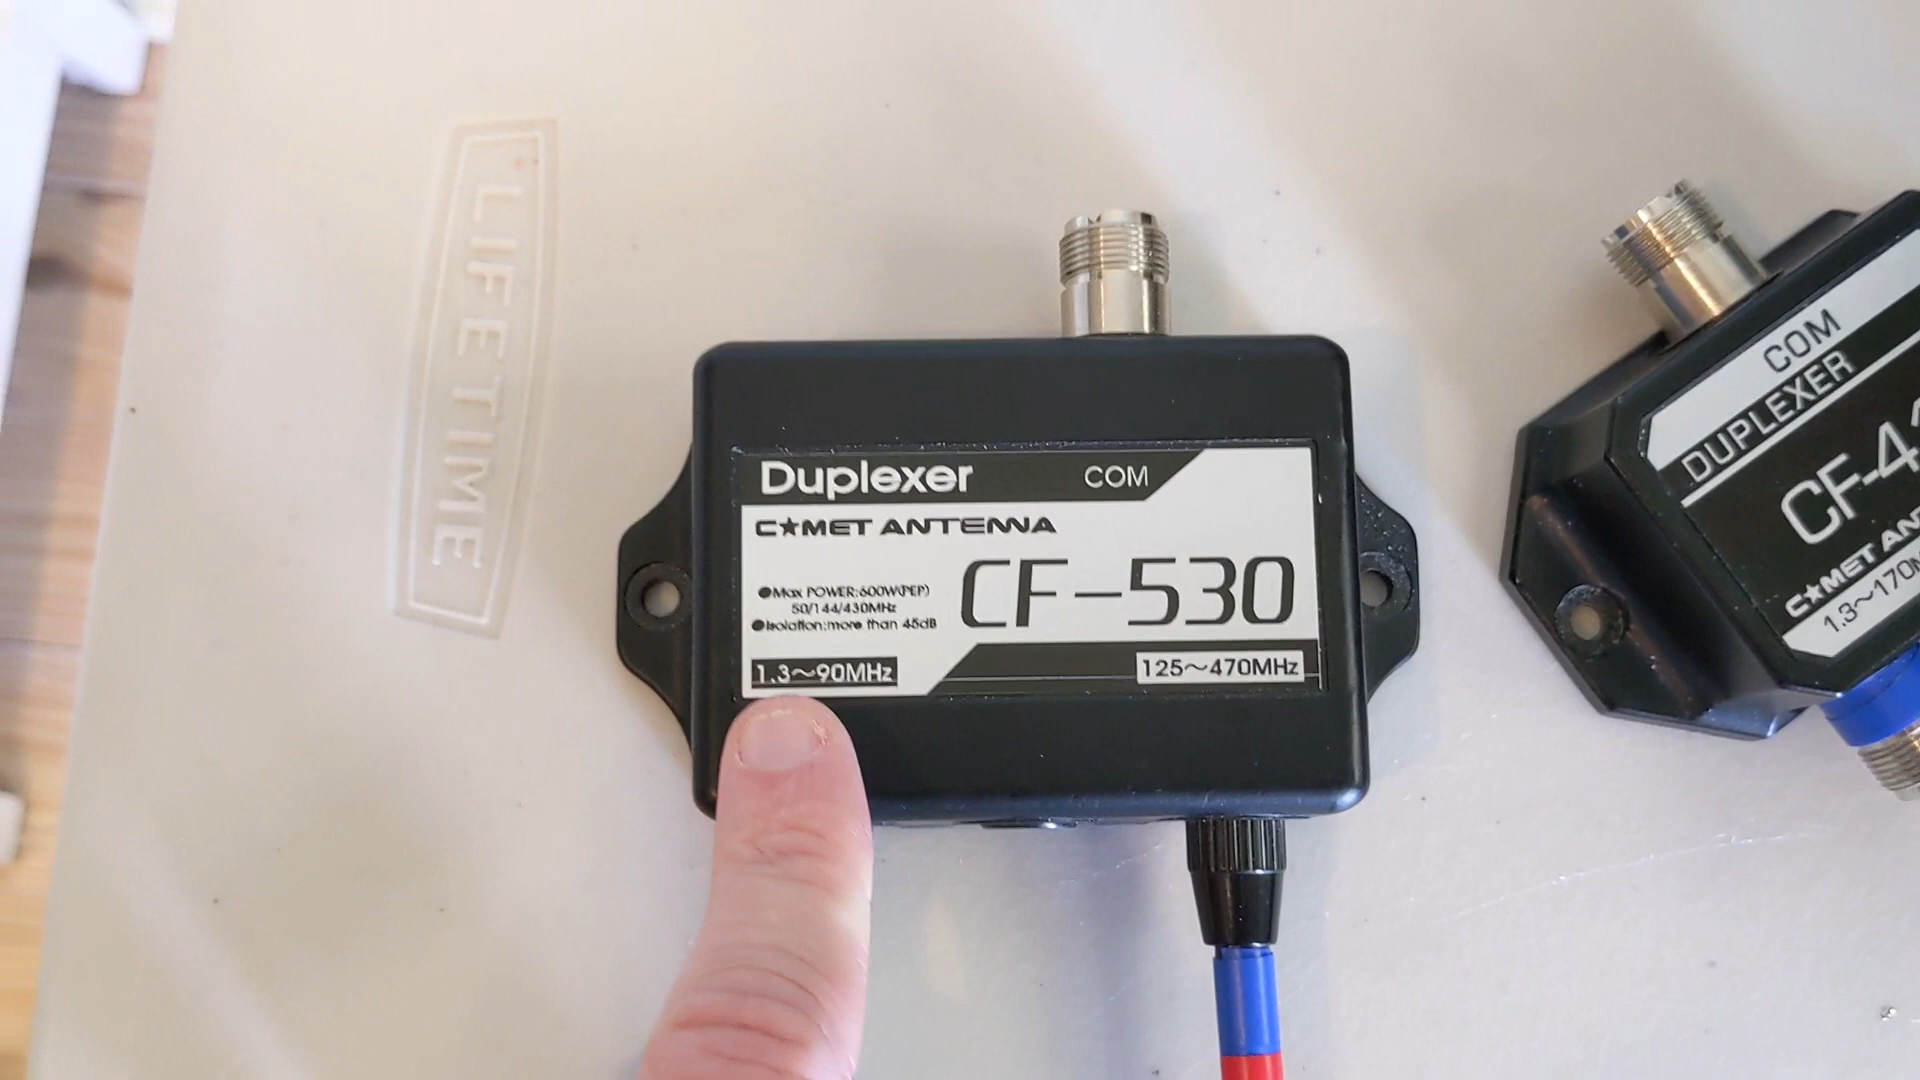 LIFETIME
Duplexer COM
C★MET ANTENNA
CF-530
●Max POWER:600W(PEP)
50/144/430MHz
●Isolation:more than 45dB
1.3~90MHz
125~470MHz
COM
DUPLEXER
CF-4
C★MET
1.3~170M